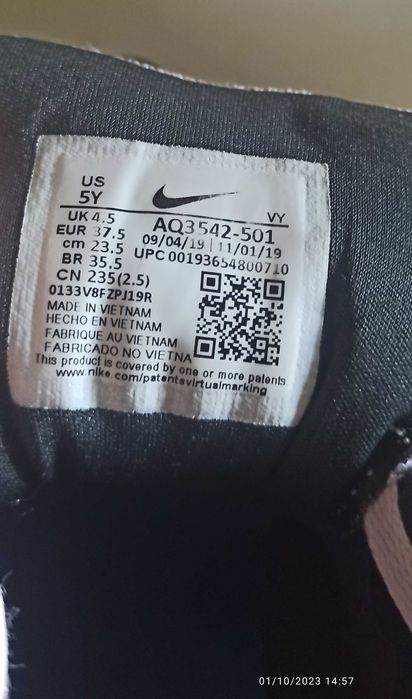 US
5Y
VY
UK 4.5
EUR 37.5
cm 23.5
BR 35.5
CN 235(2.5)
AQ3542-501
09/04/19 | 11/01/19
UPC 00193654800710
0133V8FZPJ19R
MADE IN VIETNAM
HECHO EN VIETNAM
FABRIQUE AU VIETNAM
FABRICADO NO VIETNA
This product is covered by one or more patents
www.nike.com/patentsvirtualmarking
01/10/2023 14:57